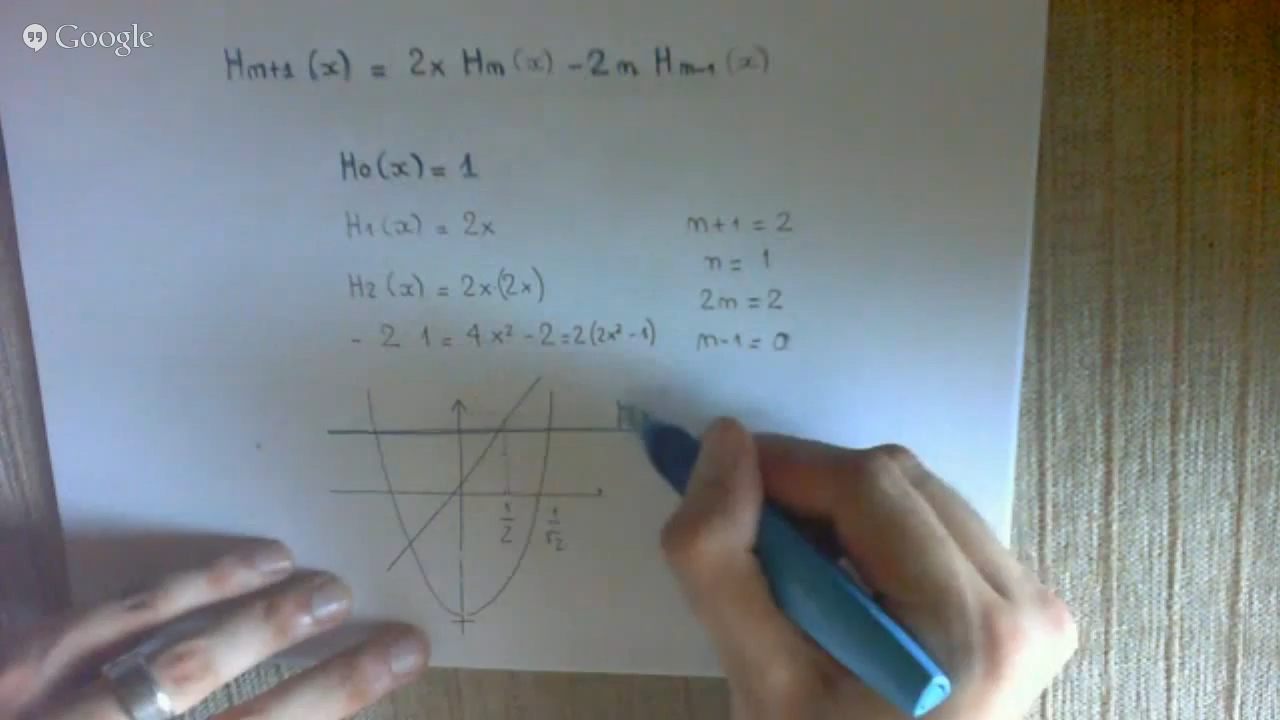 Google
Hm+1 (x) = 2x Hm(x) - 2m Hm-1 (x)
H0(x) = 1
H1(x) = 2x
m+1 = 2
n = 1
H2(x) = 2x·(2x)
2m = 2
- 2 1 = 4x² - 2 = 2(2x² - 1)
m-1 = 0
1/2
1/√2